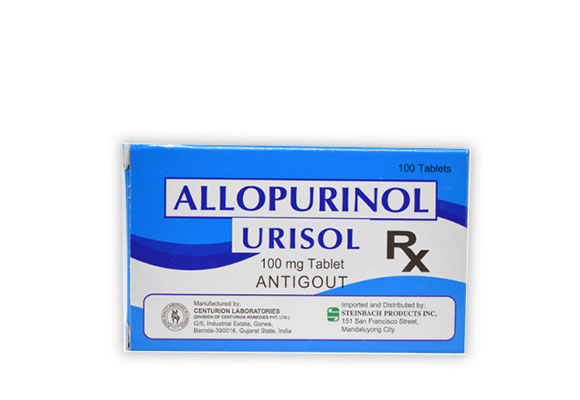 100 Tablets
ALLOPURINOL
URISOL
Rx
100 mg Tablet
ANTIGOUT
Manufactured by:
CENTURION LABORATORIES
(DIVISION OF CENTURION REMEDIES PVT. LTD.)
G/5, Industrial Estate, Gorwa,
Baroda-390016, Gujarat State, India
Imported and Distributed by:
STEINBACH PRODUCTS INC.
151 San Francisco Street,
Mandaluyong City